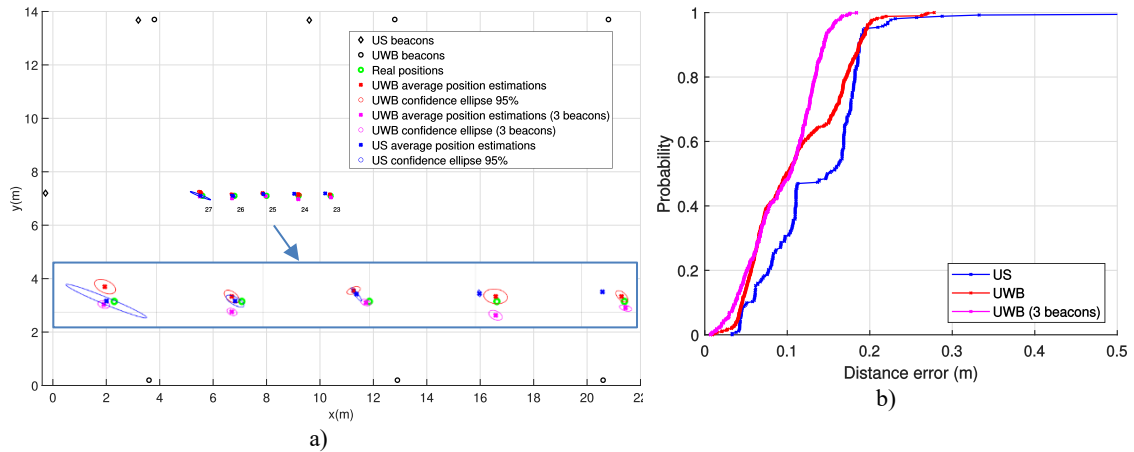 14
12
10
8
6
4
2
0
y(m)
US beacons
UWB beacons
Real positions
UWB average position estimations
UWB confidence ellipse 95%
UWB average position estimations (3 beacons)
UWB confidence ellipse (3 beacons)
US average position estimations
US confidence ellipse 95%
27 26 25 24 23
0 2 4 6 8 10 12 14 16 18 20 22
x(m)
a)
1
0.8
0.6
0.4
0.2
0
Probability
US
UWB
UWB (3 beacons)
0 0.1 0.2 0.3 0.4 0.5
Distance error (m)
b)